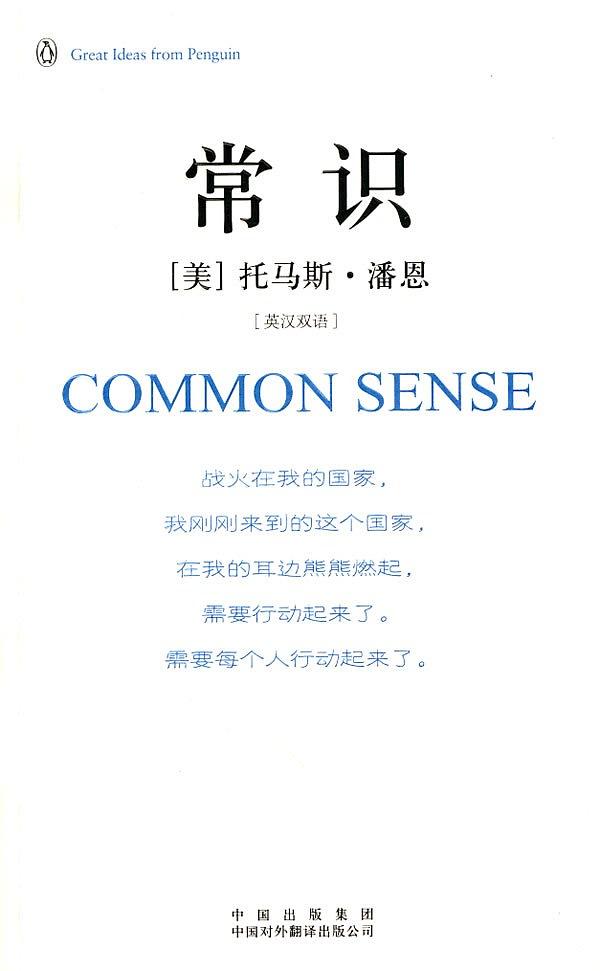 Great Ideas from Penguin
常识
[美] 托马斯·潘恩
[英汉双语]
COMMON SENSE
战火在我的国家，
我刚刚来到的这个国家，
在我的耳边熊熊燃起，
需要行动起来了。
需要每个人行动起来了。
中国出版集团
中国对外翻译出版公司